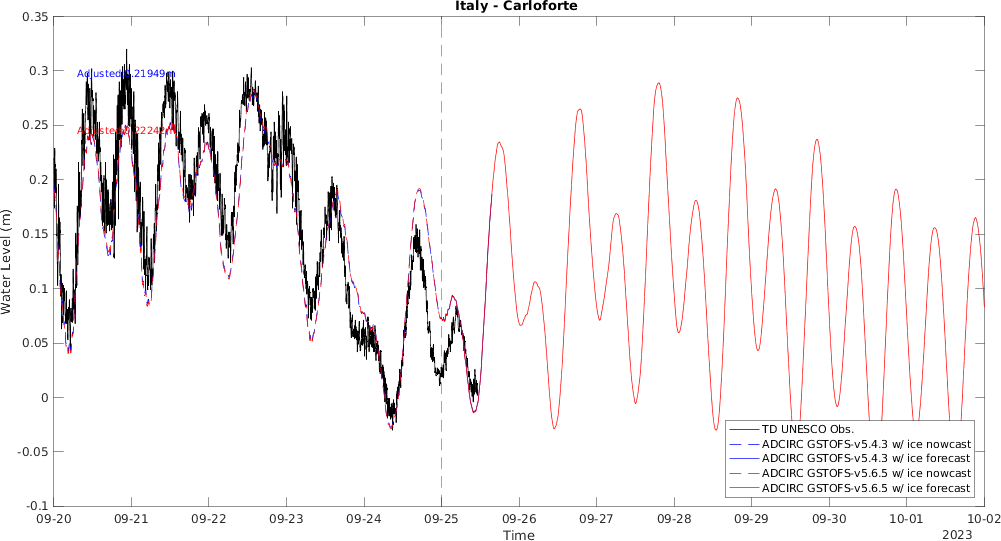 Italy - Carloforte
Water Level (m)
0.35
0.3
0.25
0.2
0.15
0.1
0.05
0
-0.05
-0.1
Adjusted
.21949m
Adjusted
.22242m
TD UNESCO Obs.
ADCIRC GSTOFS-v5.4.3 w/ ice nowcast
ADCIRC GSTOFS-v5.4.3 w/ ice forecast
ADCIRC GSTOFS-v5.6.5 w/ ice nowcast
ADCIRC GSTOFS-v5.6.5 w/ ice forecast
09-20 09-21 09-22 09-23 09-24 09-25 09-26 09-27 09-28 09-29 09-30 10-01 10-02
Time
2023